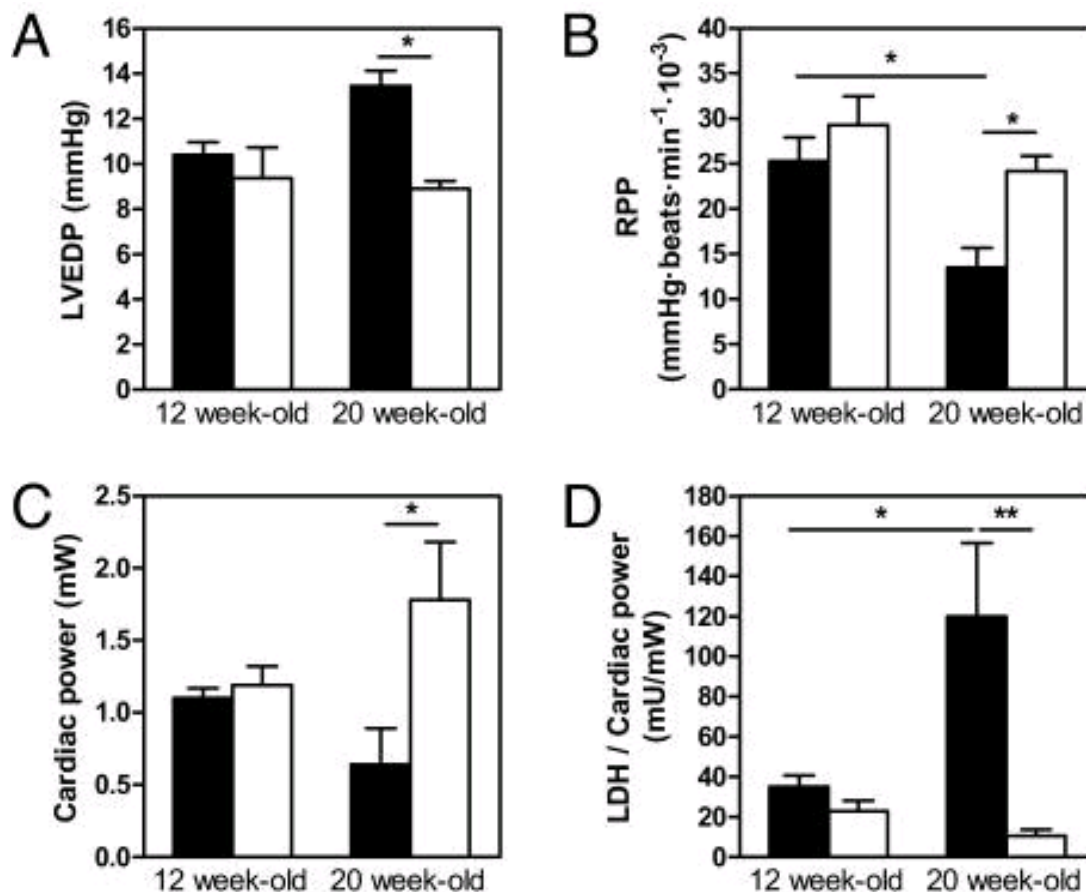 A
LVEDP (mmHg)
16
14
12
10
8
6
4
2
0
*
12 week-old 20 week-old
B
RPP
(mmHg·beats·min⁻¹·10⁻³)
40
35
30
25
20
15
10
5
0
*
*
12 week-old 20 week-old
C
Cardiac power (mW)
2.5
2.0
1.5
1.0
0.5
0.0
*
12 week-old 20 week-old
D
LDH / Cardiac power
(mU/mW)
180
160
140
120
100
80
60
40
20
0
* **
12 week-old 20 week-old